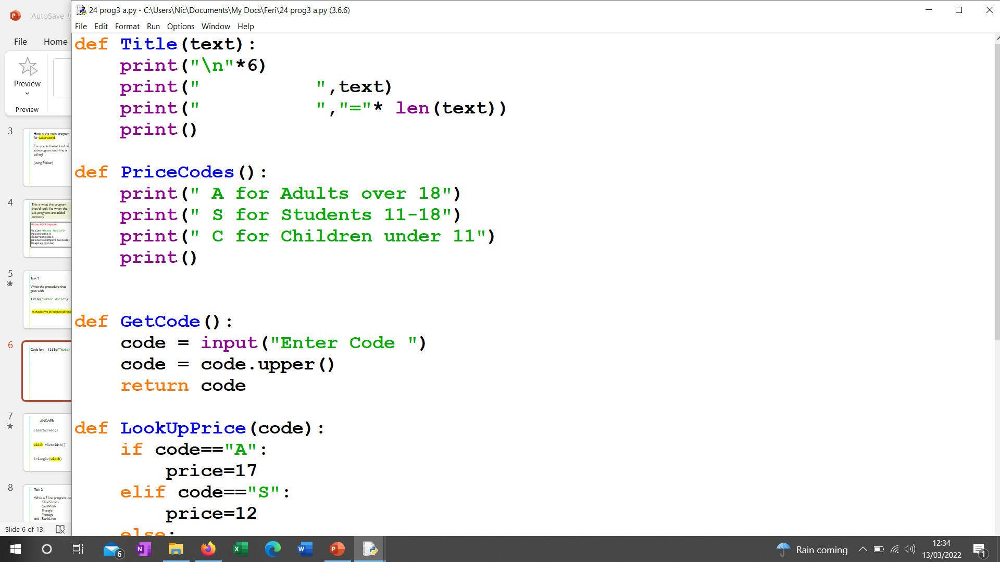 AutoSave
24 prog3 a.py - C:\Users\Nic\Documents\My Docs\Feri\24 prog3 a.py (3.6.6)
File Edit Format Run Options Window Help
File Home
Preview
Preview
def Title(text):
    print("\n"*6)
    print("          ",text)
    print("          ","="* len(text))
    print()
def PriceCodes():
    print(" A for Adults over 18")
    print(" S for Students 11-18")
    print(" C for Children under 11")
    print()
def GetCode():
    code = input("Enter Code ")
    code = code.upper()
    return code
def LookUpPrice(code):
    if code=="A":
        price=17
    elif code=="S":
        price=12
    else:
3
Here is the main program
for waterworld.
Can you tell what kind of
sub-program each line is
calling?
(using Plicker)
4
This is what the program
should look like when the
sub-programs are added
correctly
#StartOfProgram
Title("Water World")
PriceCodes()
code=GetCode()
price=LookUpPrice(code)
Display(price)
5
Task 1
Write the procedure that
goes with
Title("Water World")
It should give an output like this
6
Code for: Title("Water
7
ANSWER
ClearScreen()
width =GetWidth()
Triangle(width)
8
Task 2
Write a 7 line program usin
ClearScreen
GetWidth
Triangle
Message
and BlankLines
Slide 6 of 13
6
Rain coming
12:34
13/03/2022
1